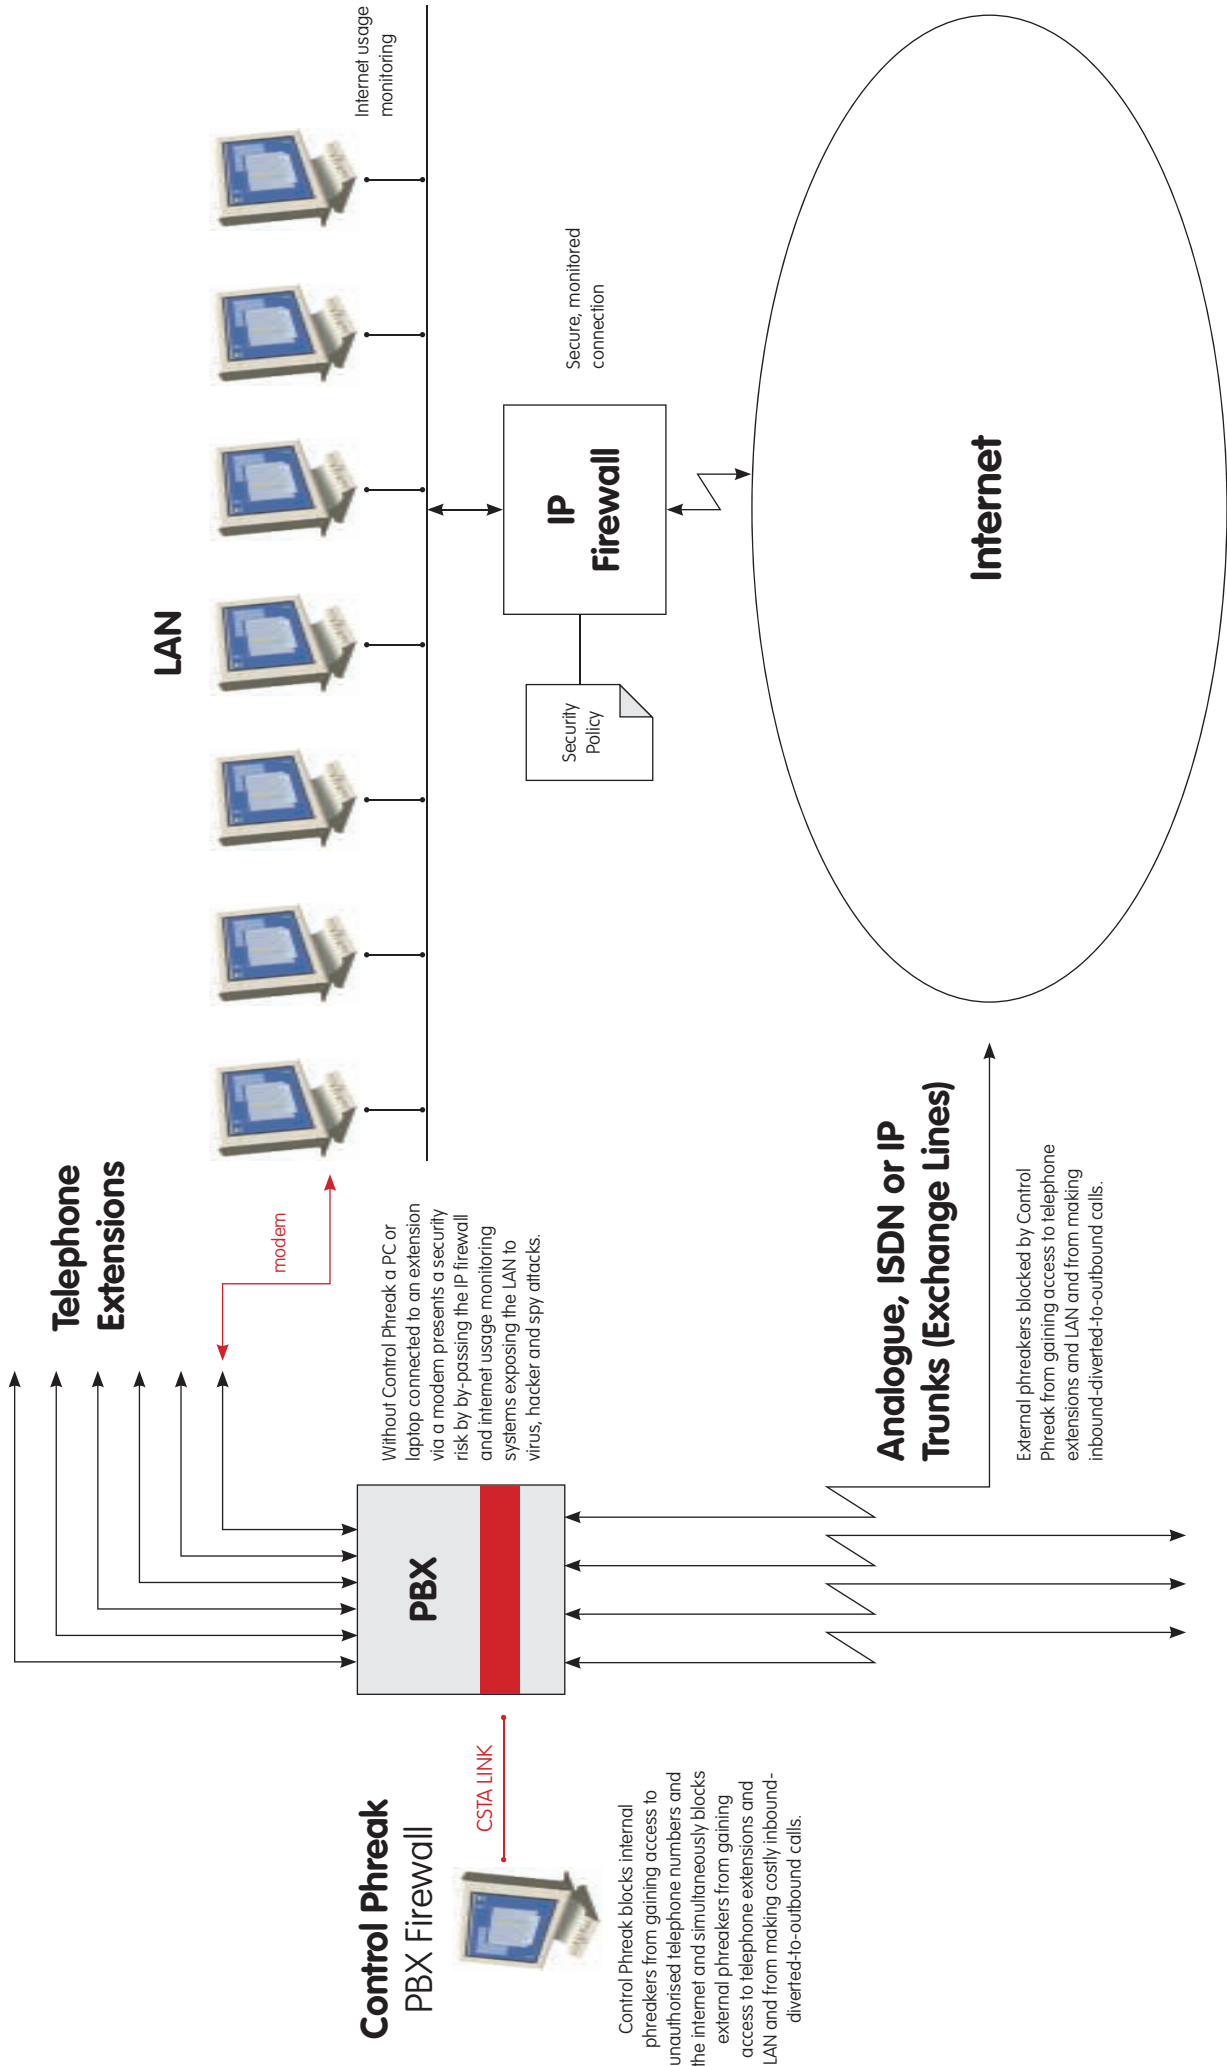 Control Phreak
PBX Firewall
CSTA LINK
Control Phreak blocks internal
phreakers from gaining access to
unauthorised telephone numbers and
the internet and simultaneously blocks
external phreakers from gaining
access to telephone extensions and
LAN and from making costly inbound-
diverted-to-outbound calls.
PBX
Telephone
Extensions
modem
Without Control Phreak a PC or
laptop connected to an extension
via a modem presents a security
risk by by-passing the IP firewall
and internet usage monitoring
systems exposing the LAN to
virus, hacker and spy attacks.
Analogue, ISDN or IP
Trunks (Exchange Lines)
External phreakers blocked by Control
Phreak from gaining access to telephone
extensions and LAN and from making
inbound-diverted-to-outbound calls.
LAN
Internet usage
monitoring
Security
Policy
IP
Firewall
Secure, monitored
connection
Internet